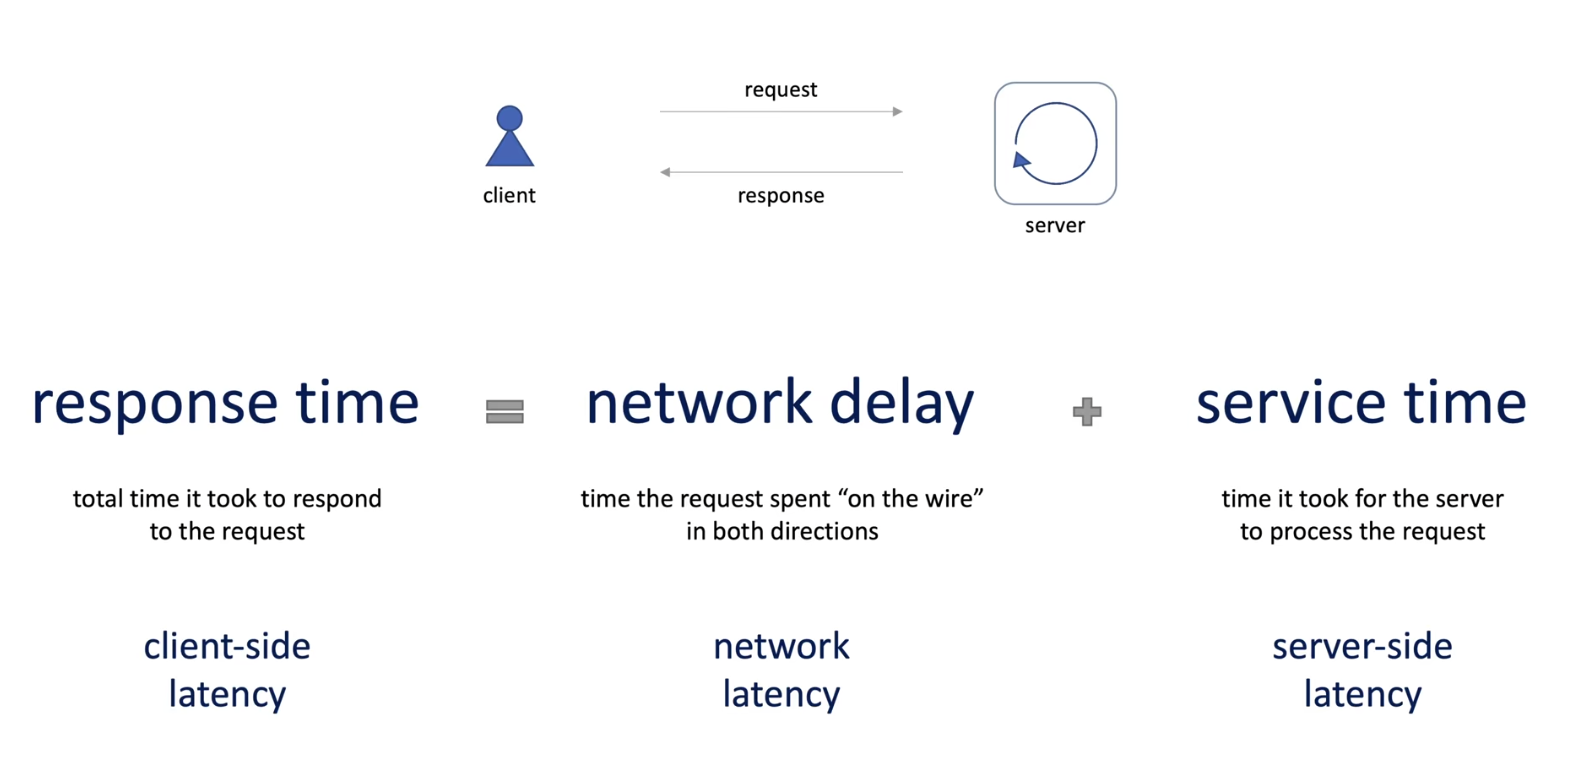 request
client
response
server
response time = network delay + service time
total time it took to respond
to the request
time the request spent “on the wire”
in both directions
time it took for the server
to process the request
client-side
latency
network
latency
server-side
latency